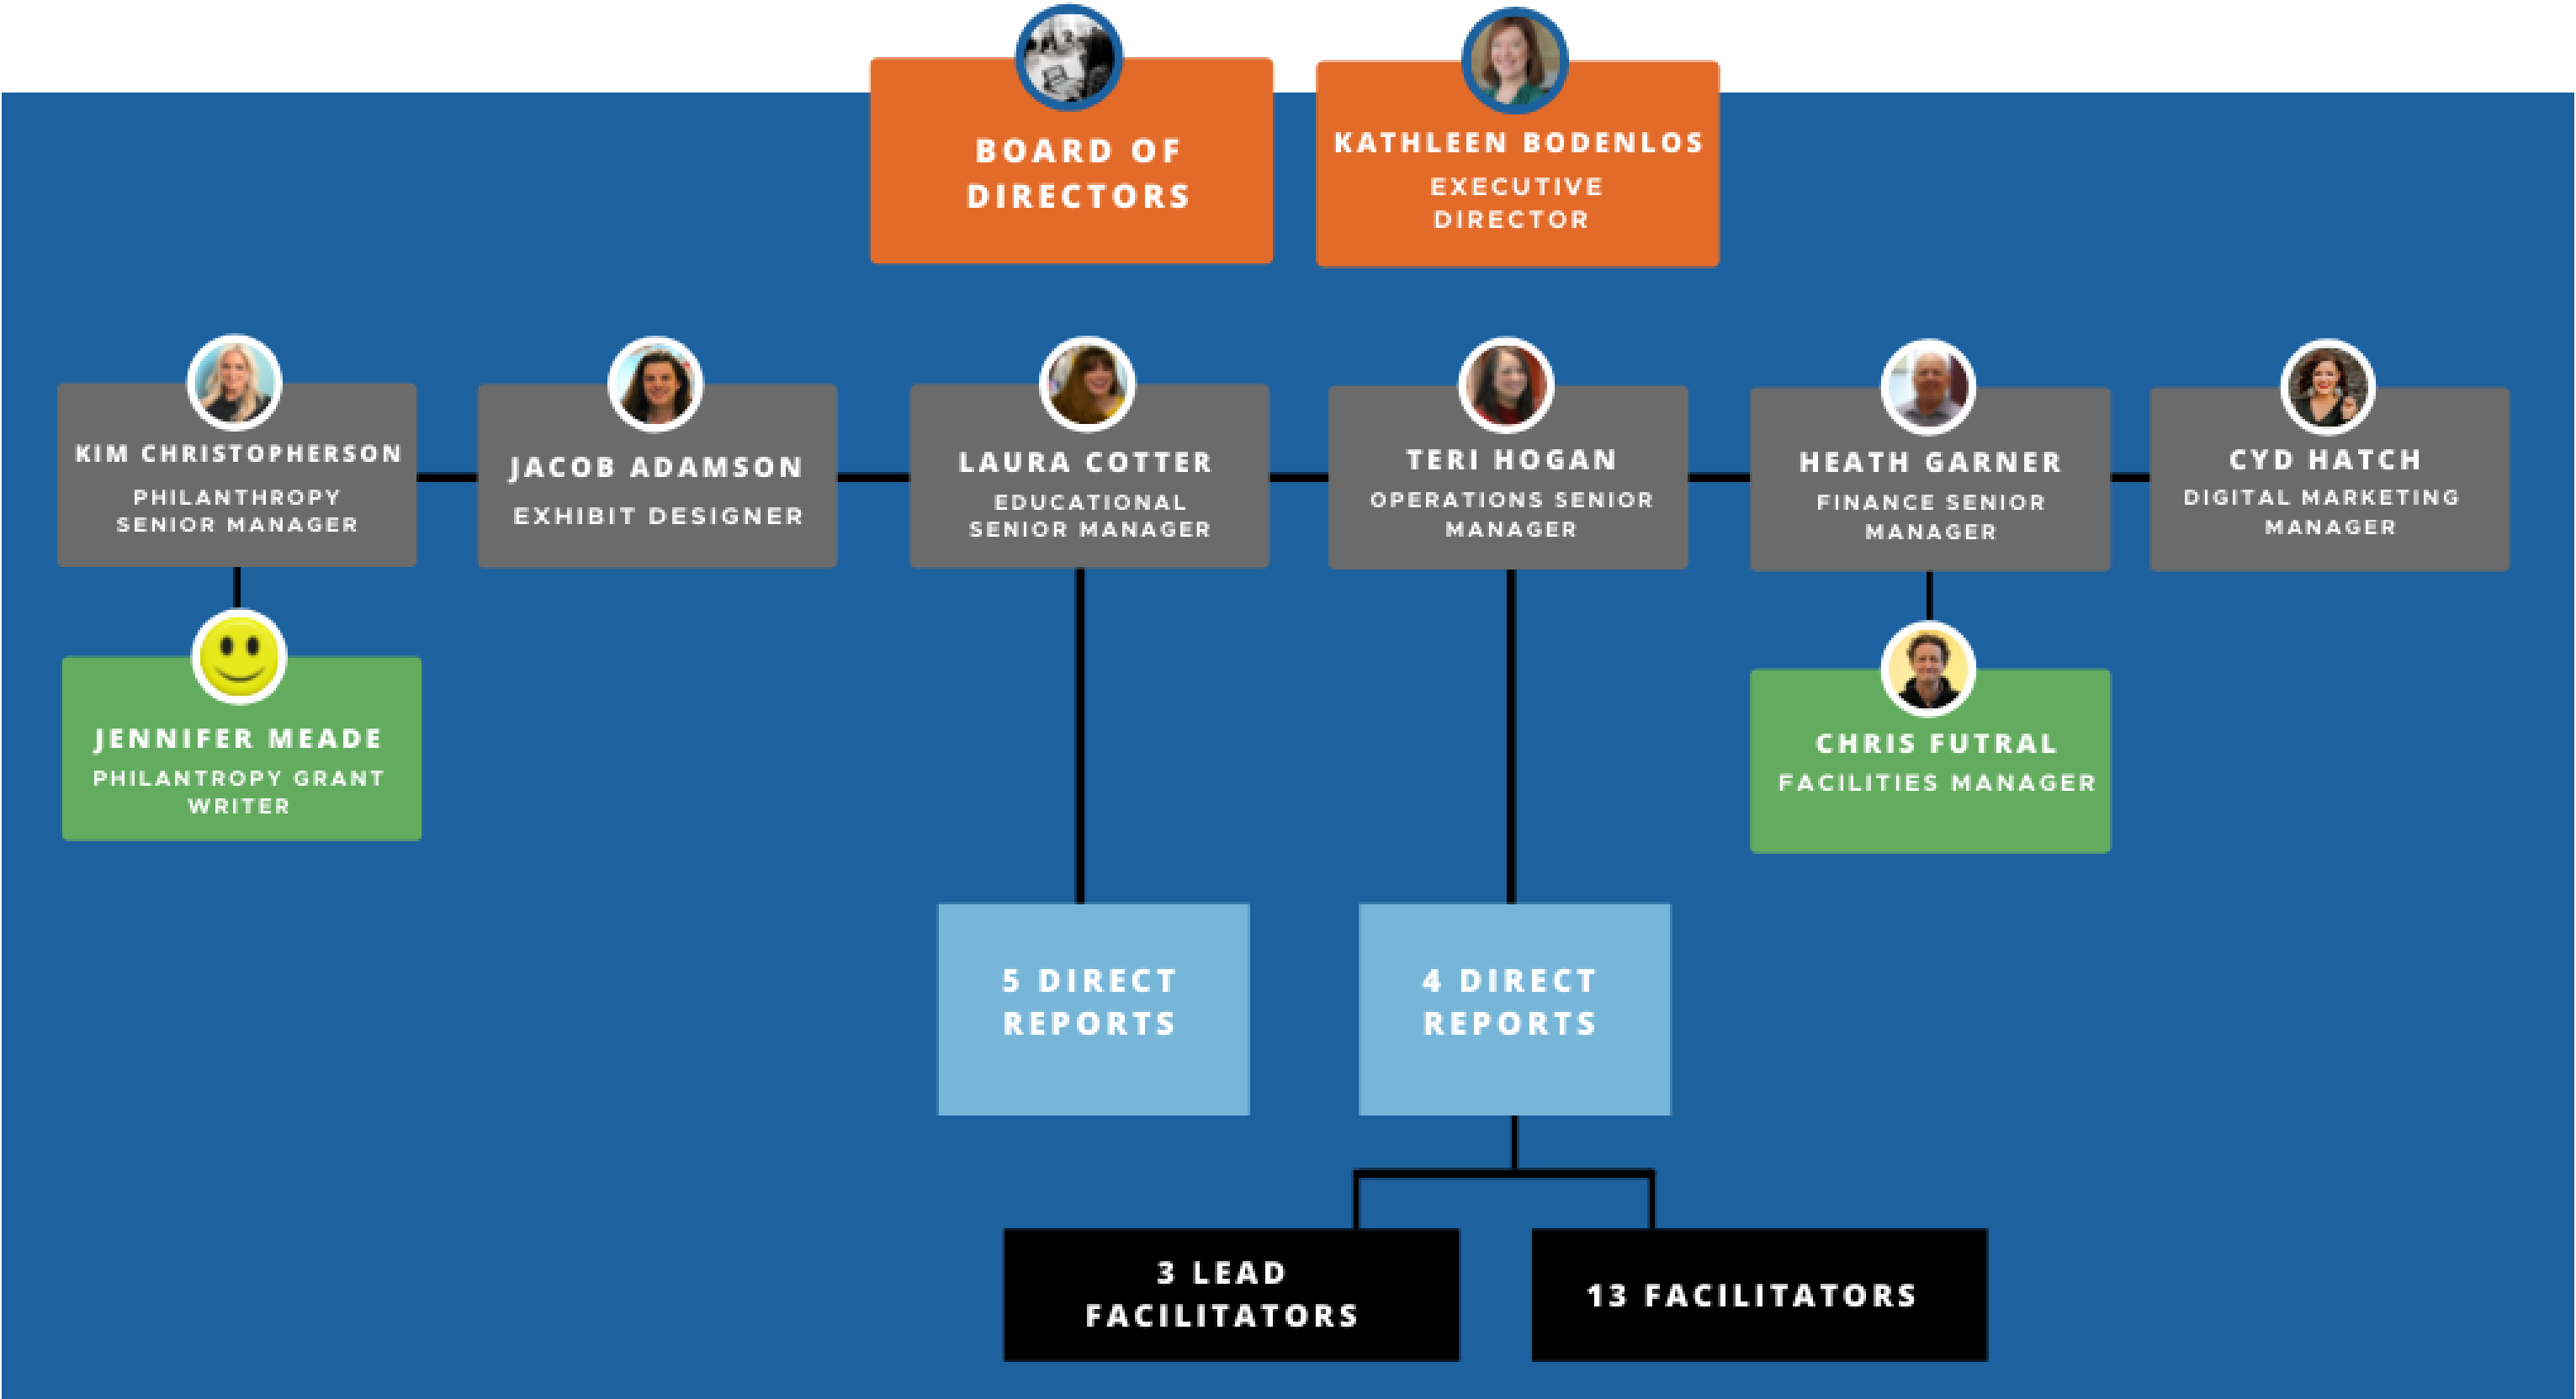 BOARD OF
DIRECTORS
KATHLEEN BODENLOS
EXECUTIVE
DIRECTOR
KIM CHRISTOPHERSON
PHILANTHROPY
SENIOR MANAGER
JACOB ADAMSON
EXHIBIT DESIGNER
LAURA COTTER
EDUCATIONAL
SENIOR MANAGER
TERI HOGAN
OPERATIONS SENIOR
MANAGER
HEATH GARNER
FINANCE SENIOR
MANAGER
CYD HATCH
DIGITAL MARKETING
MANAGER
JENNIFER MEADE
PHILANTROPY GRANT
WRITER
CHRIS FUTRAL
FACILITIES MANAGER
5 DIRECT
REPORTS
4 DIRECT
REPORTS
3 LEAD
FACILITATORS
13 FACILITATORS